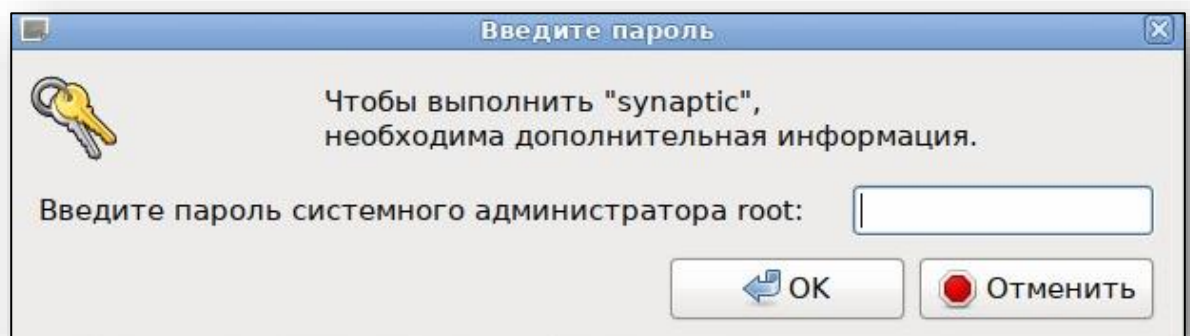 Введите пароль
Чтобы выполнить "synaptic",
необходима дополнительная информация.
Введите пароль системного администратора root:
OK
Отменить